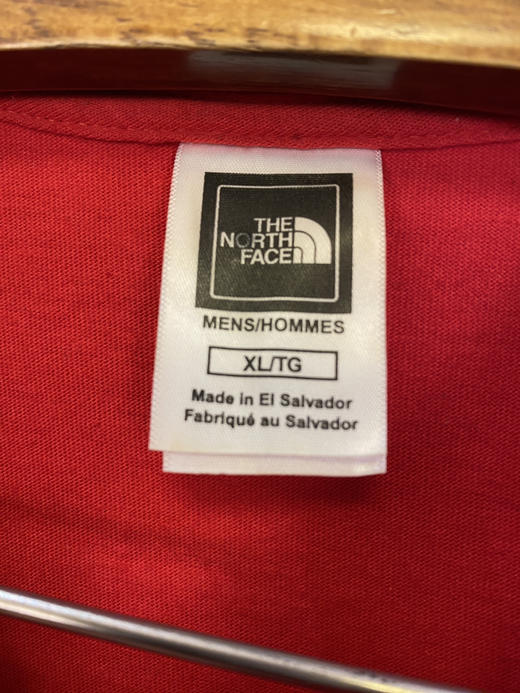 THE
NORTH
FACE
MENS/HOMMES
XL/TG
Made in El Salvador
Fabriqué au Salvador